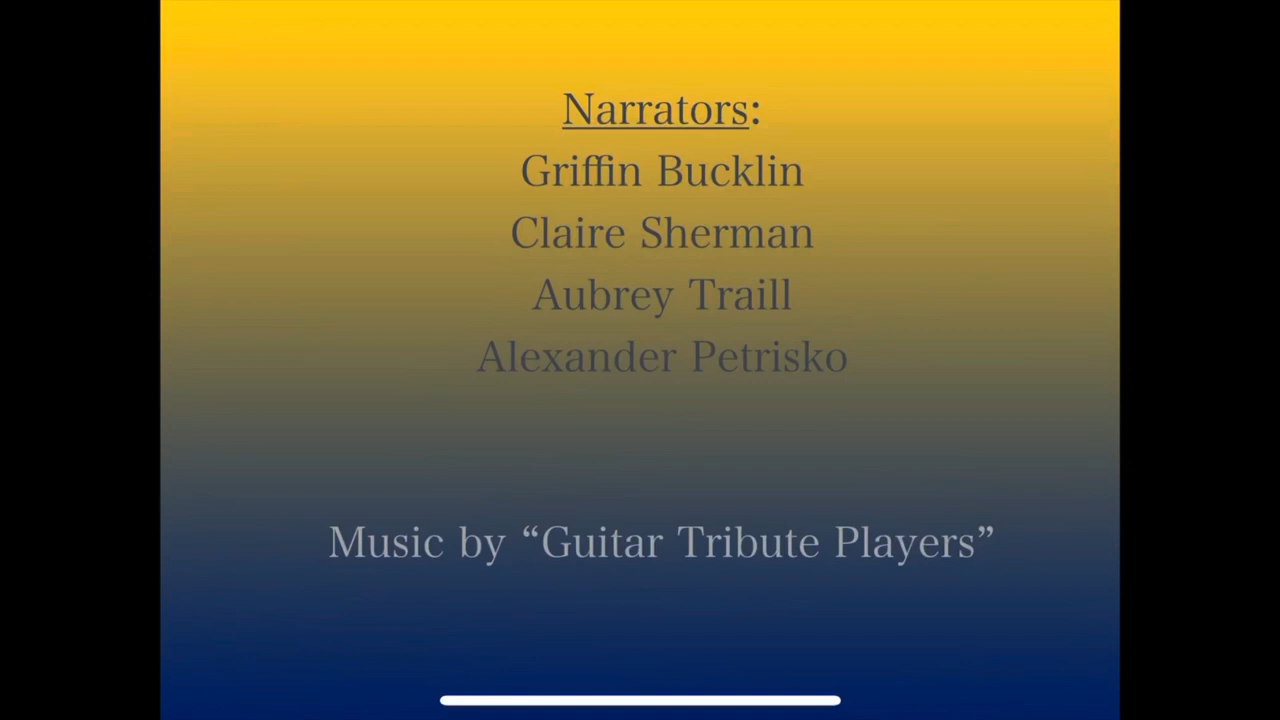 Narrators:
Griffin Bucklin
Claire Sherman
Aubrey Traill
Alexander Petrisko
Music by “Guitar Tribute Players”